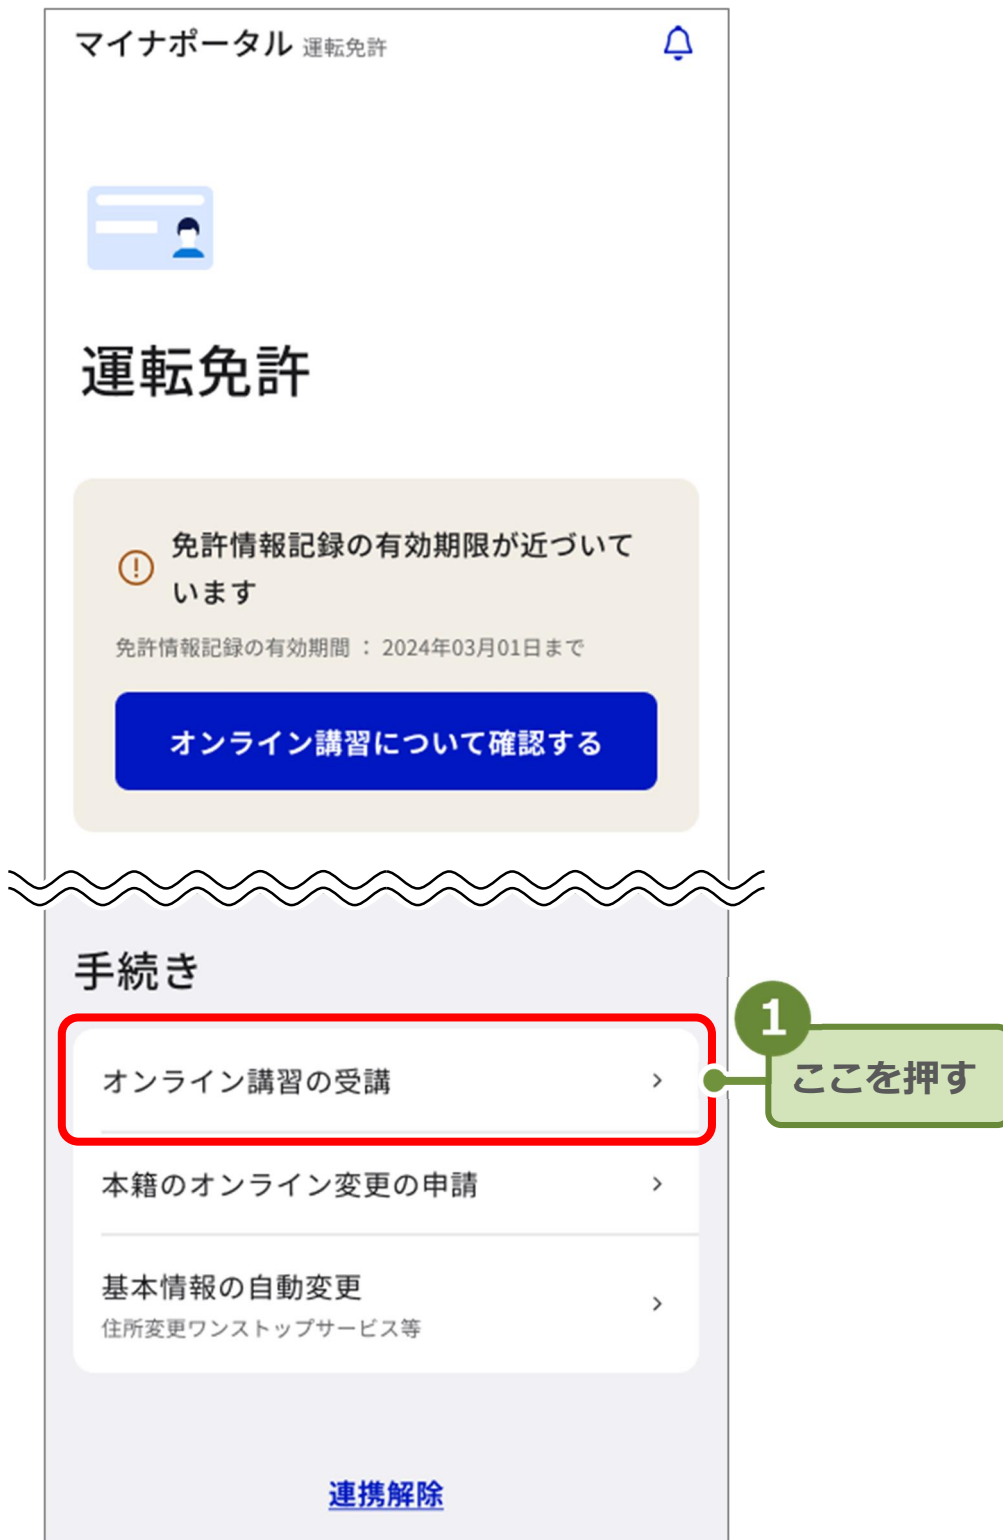 マイナポータル 運転免許
運転免許
免許情報記録の有効期限が近づいて
います
免許情報記録の有効期間 : 2024年03月01日まで
オンライン講習について確認する
手続き
オンライン講習の受講
1
ここを押す
本籍のオンライン変更の申請
基本情報の自動変更
住所変更ワンストップサービス等
連携解除